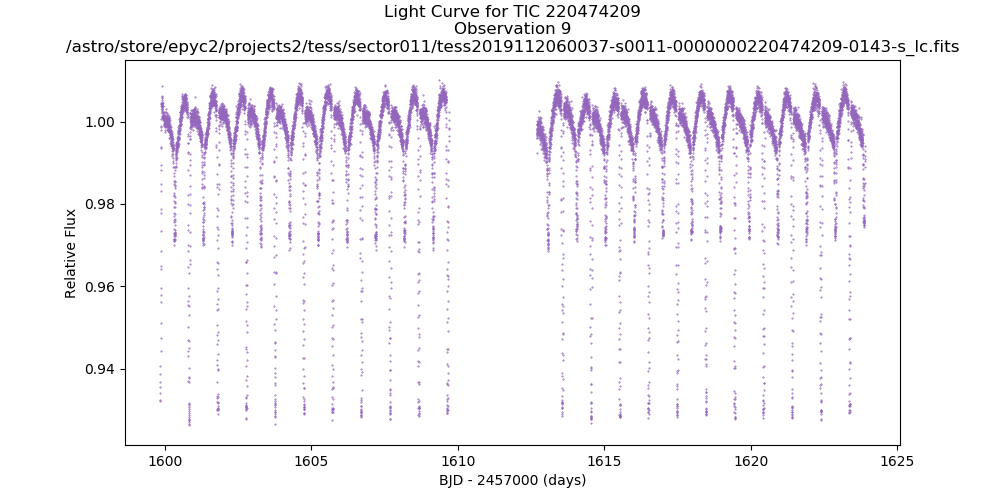 Light Curve for TIC 220474209
Observation 9
/astro/store/epyc2/projects2/tess/sector011/tess2019112060037-s0011-0000000220474209-0143-s_lc.fits
1.00
0.98
0.96
0.94
Relative Flux
1600
1605
1610
1615
1620
1625
BJD - 2457000 (days)